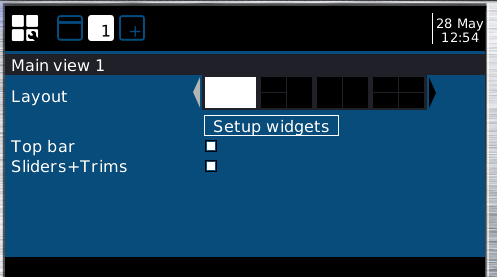 1
+
28 May
12:54
Main view 1
Layout
Setup widgets
Top bar
Sliders+Trims